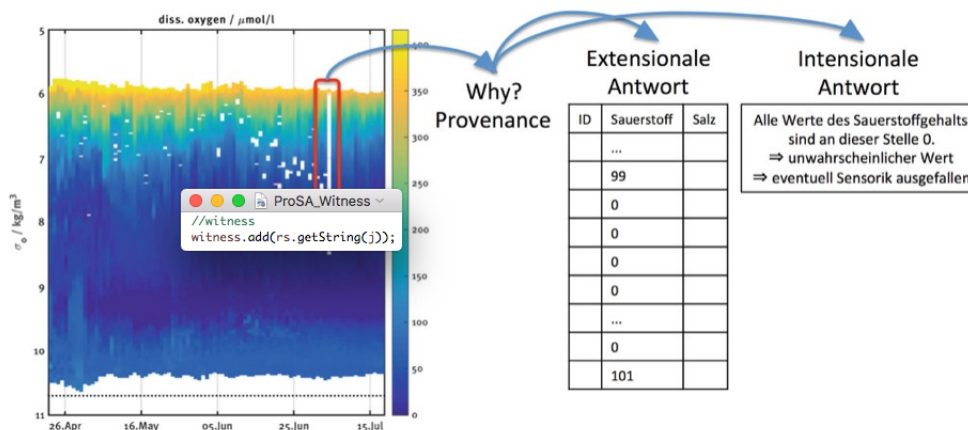 diss. oxygen / μmol/l
5
6
7
8
9
10
11
σ₀ / kg/m³
26.Apr
16.May
05.Jun
25.Jun
15.Jul
350
300
250
200
150
100
50
0
ProSA_Witness
//witness
witness.add(rs.getString(j));
Why?
Provenance
Extensionale
Antwort
ID Sauerstoff Salz
...
99
0
0
0
0
...
0
101
Intensionale
Antwort
Alle Werte des Sauerstoffgehalts
sind an dieser Stelle 0.
⇒ unwahrscheinlicher Wert
⇒ eventuell Sensorik ausgefallen